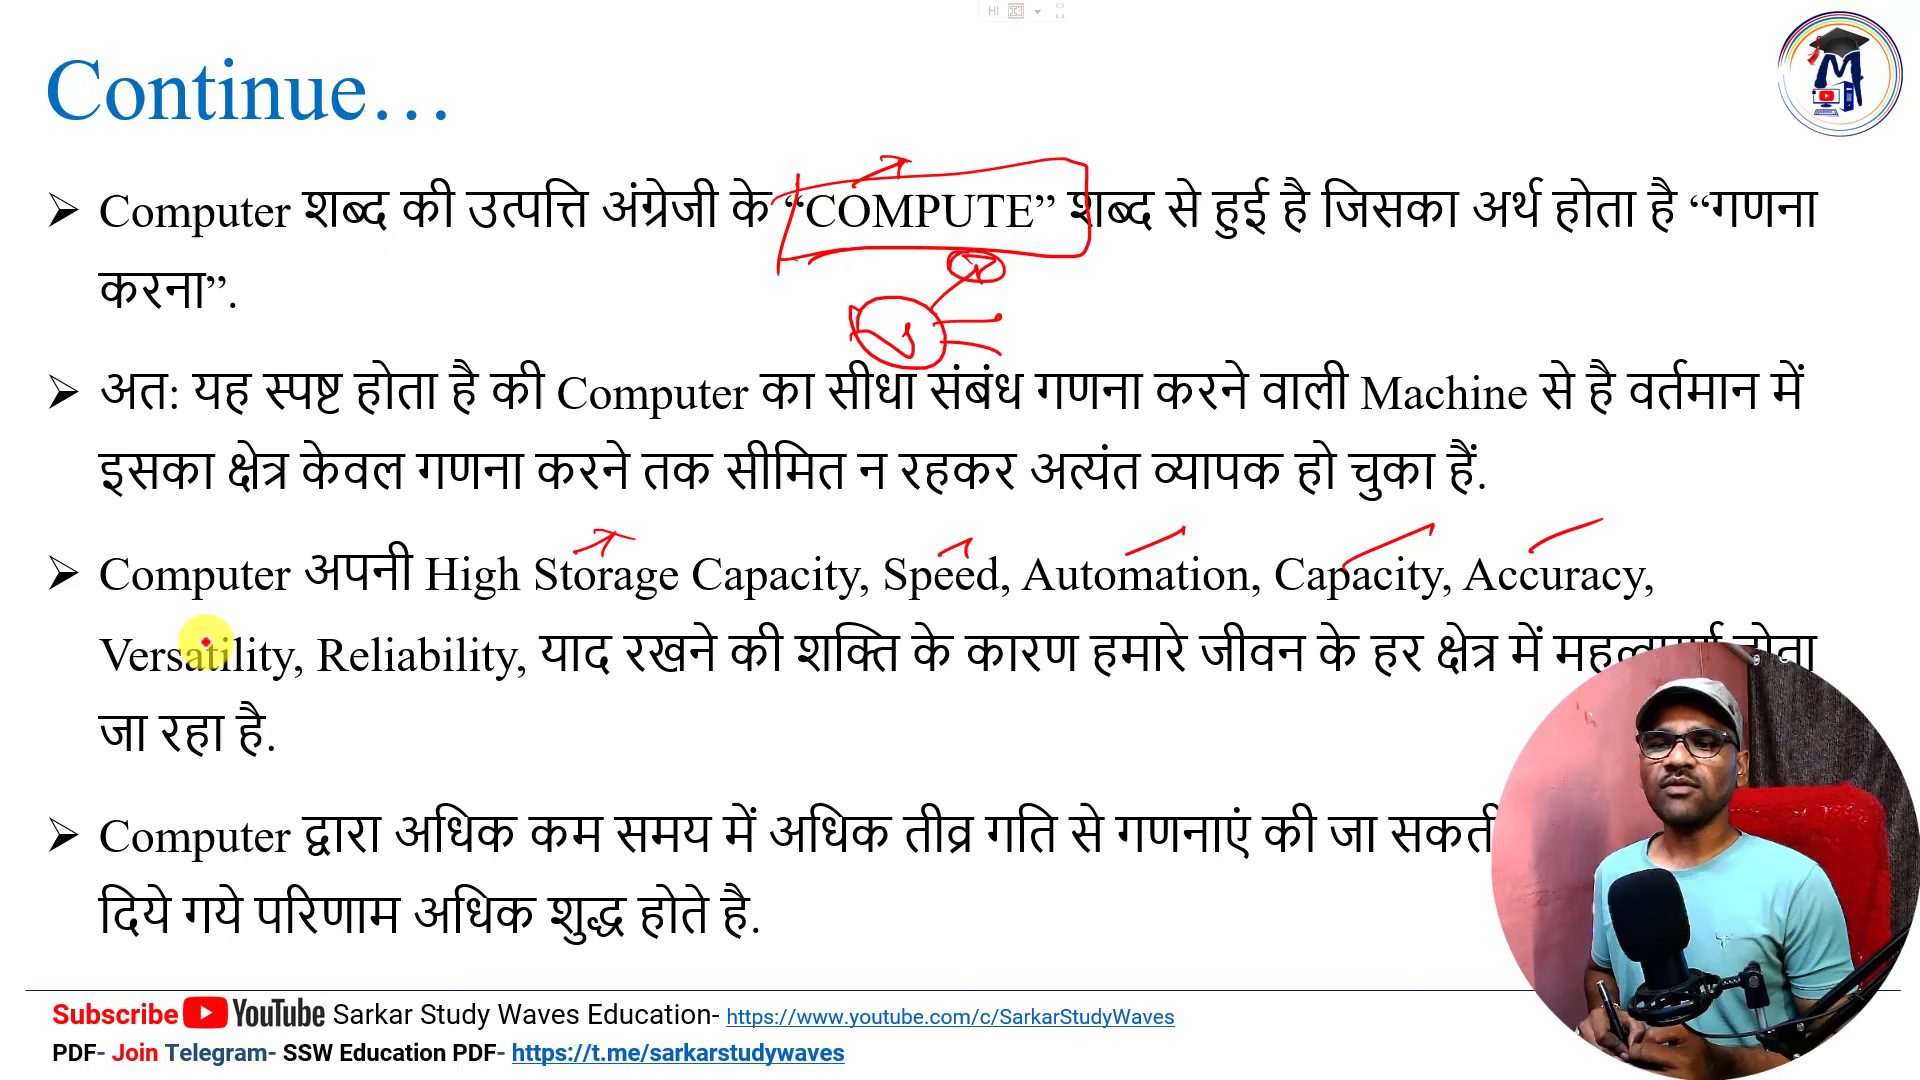 HI
Continue…
➢ Computer शब्द की उत्पत्ति अंग्रेजी के “COMPUTE” शब्द से हुई है जिसका अर्थ होता है “गणना
करना”.
➢ अत: यह स्पष्ट होता है की Computer का सीधा संबंध गणना करने वाली Machine से है वर्तमान में
इसका क्षेत्र केवल गणना करने तक सीमित न रहकर अत्यंत व्यापक हो चुका हैं.
➢ Computer अपनी High Storage Capacity, Speed, Automation, Capacity, Accuracy,
Versatility, Reliability, याद रखने की शक्ति के कारण हमारे जीवन के हर क्षेत्र में महत्वपूर्ण होता
जा रहा है.
➢ Computer द्वारा अधिक कम समय में अधिक तीव्र गति से गणनाएं की जा सकती
दिये गये परिणाम अधिक शुद्ध होते है.
Subscribe YouTube Sarkar Study Waves Education- https://www.youtube.com/c/SarkarStudyWaves
PDF- Join Telegram- SSW Education PDF- https://t.me/sarkarstudywaves